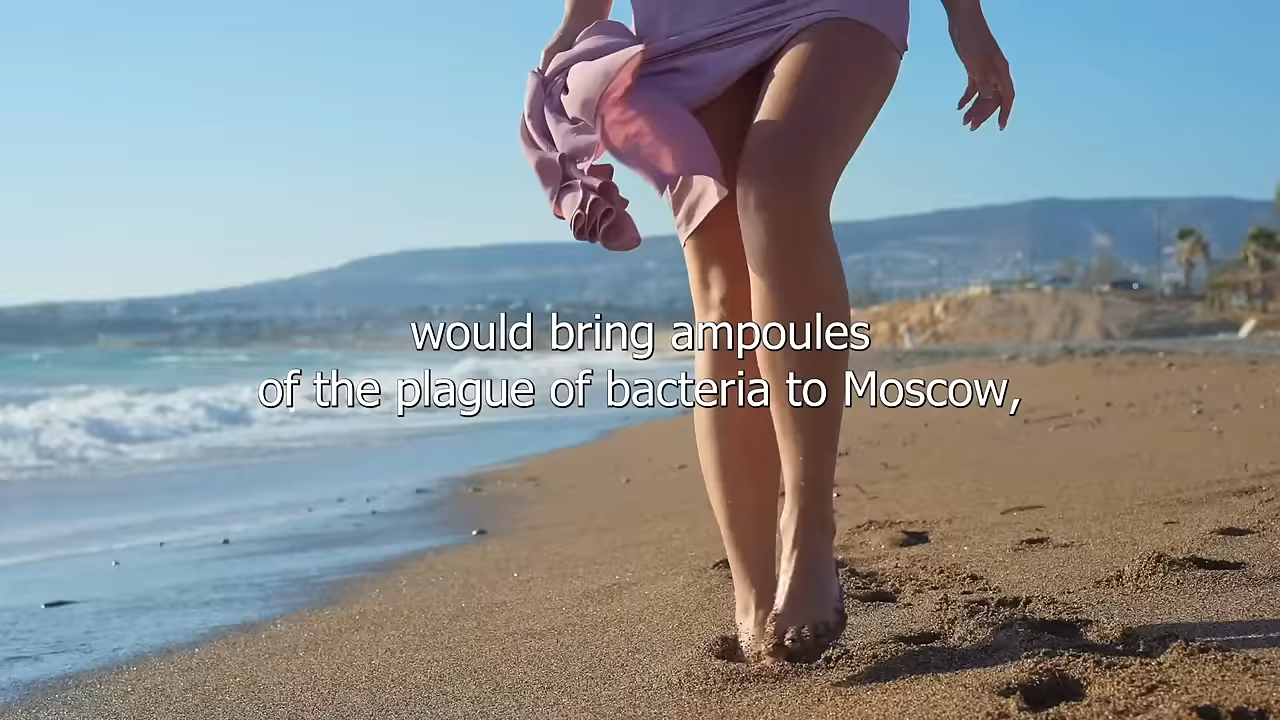 would bring ampoules
of the plague of bacteria to Moscow,